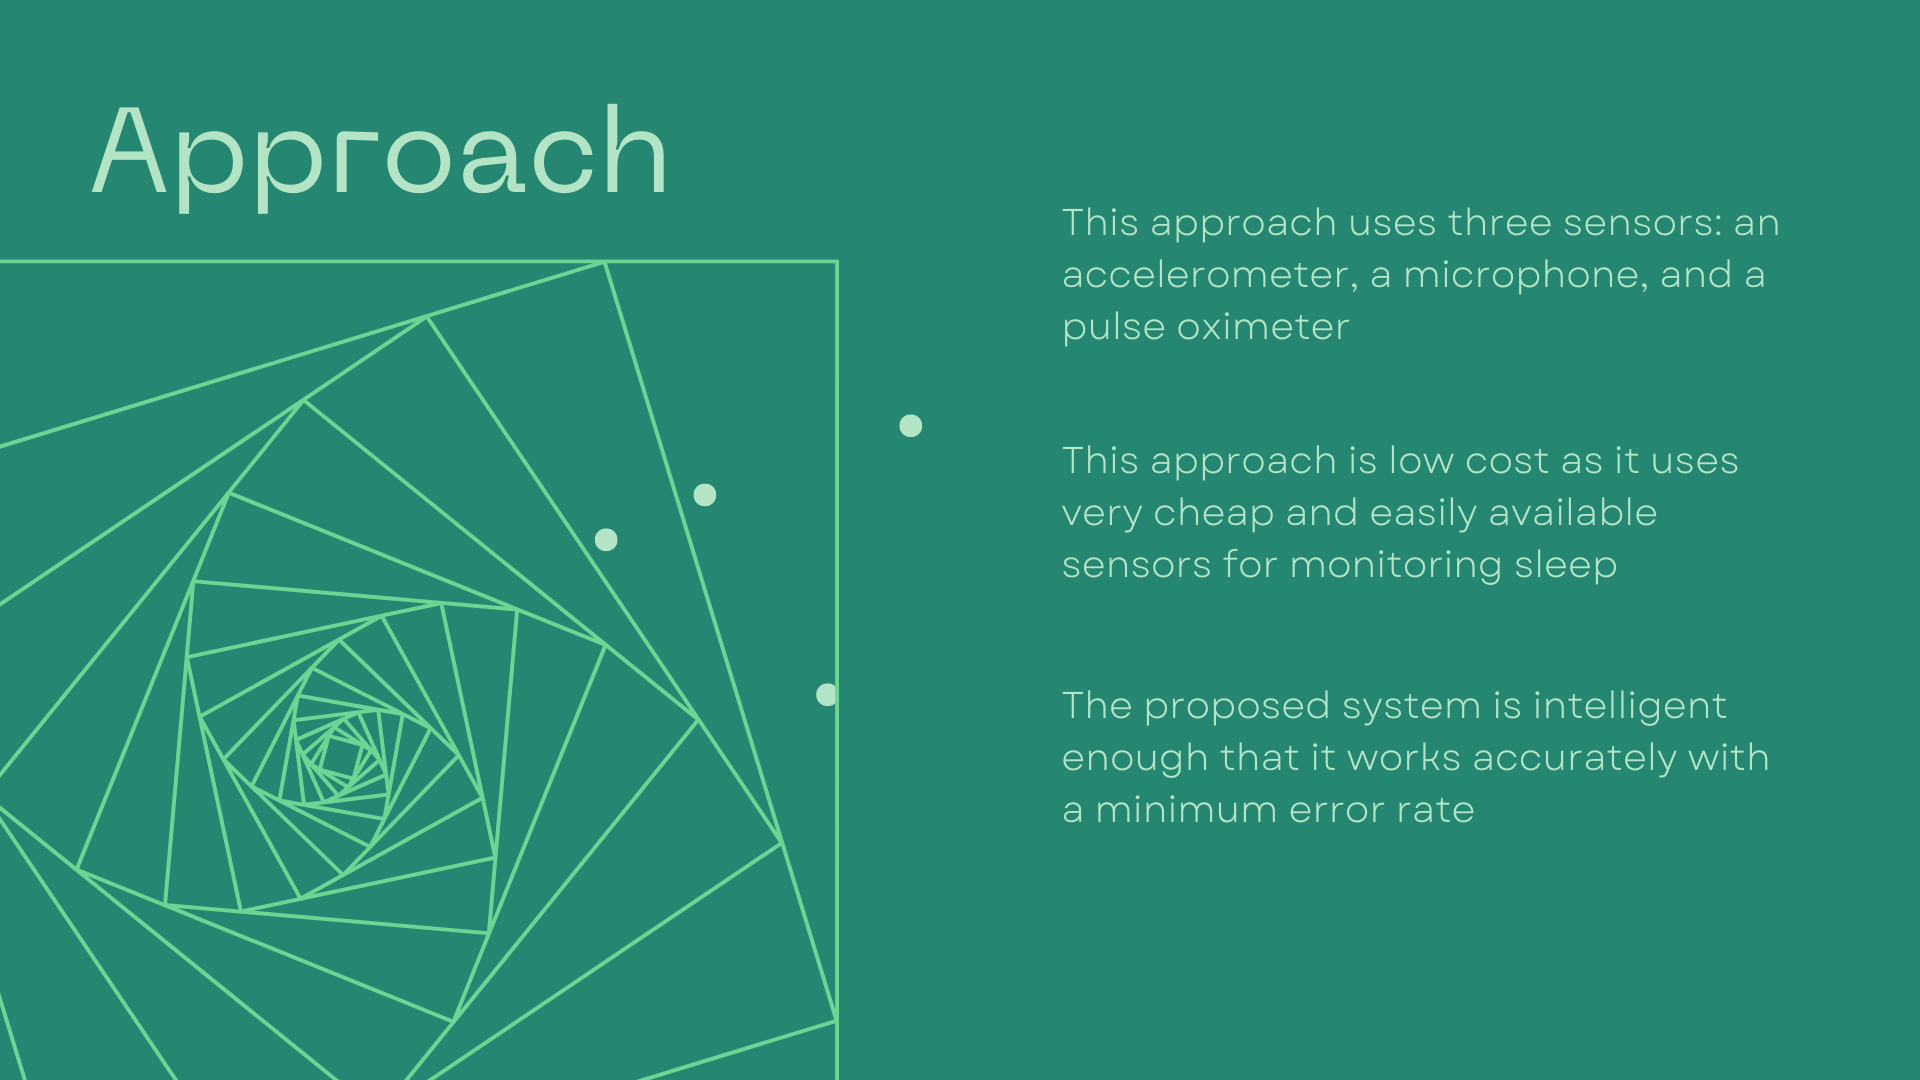 Approach
This approach uses three sensors: an
accelerometer, a microphone, and a
pulse oximeter
This approach is low cost as it uses
very cheap and easily available
sensors for monitoring sleep
The proposed system is intelligent
enough that it works accurately with
a minimum error rate